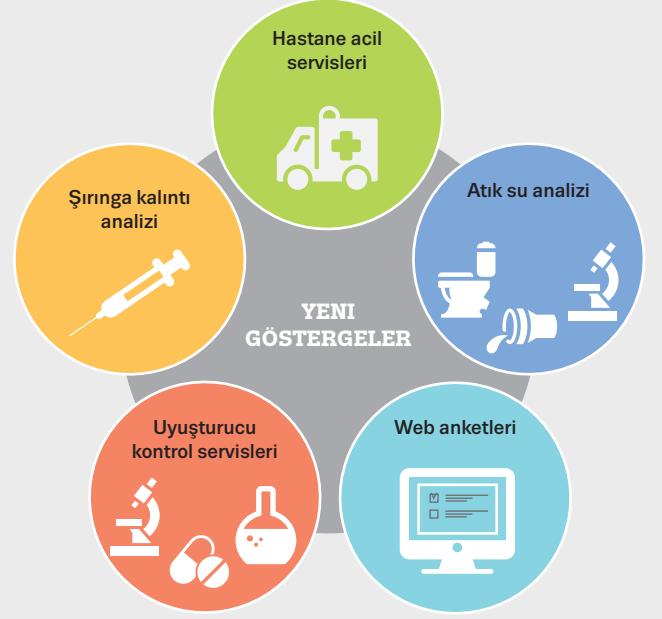 Hastane acil
servisleri
Şırınga kalıntı
analizi
Atık su analizi
YENI
GÖSTERGELER
Uyuşturucu
kontrol servisleri
Web anketleri